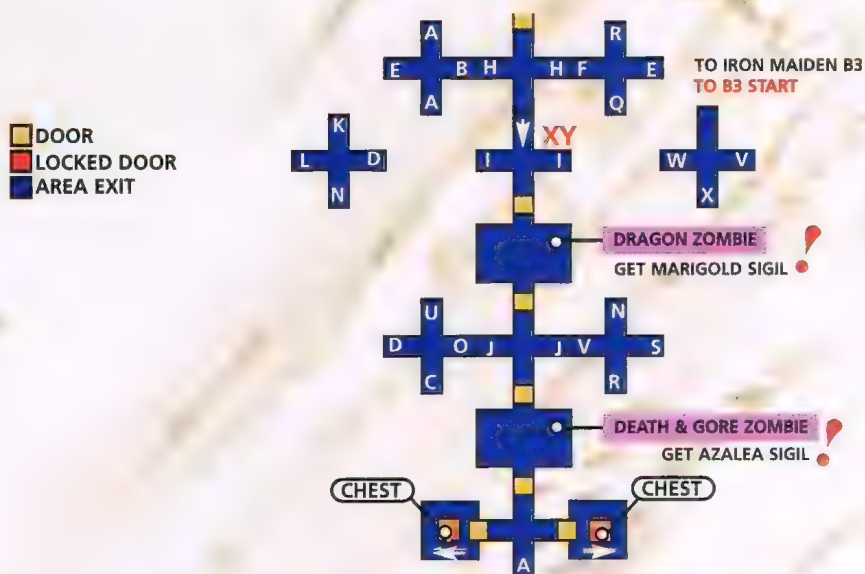 A R
E B H H F E
A Q
TO IRON MAIDEN B3
TO B3 START
DOOR
LOCKED DOOR
AREA EXIT
K
L D
N
XY
I I
W V
X
DRAGON ZOMBIE
GET MARIGOLD SIGIL !
U N
D O J J V S
C R
DEATH & GORE ZOMBIE
GET AZALEA SIGIL !
CHEST CHEST
A